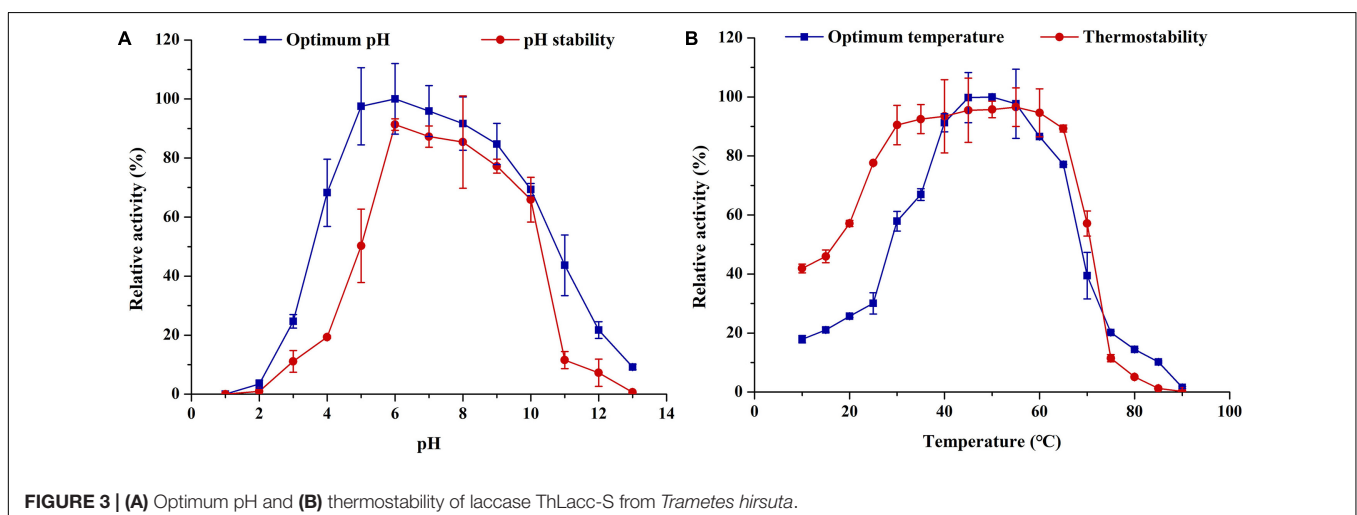 A
Optimum pH
pH stability
120
100
80
60
40
20
0
Relative activity (%)
0 2 4 6 8 10 12 14
pH
B
Optimum temperature
Thermostability
120
100
80
60
40
20
0
Relative activity (%)
0 20 40 60 80 100
Temperature (°C)
FIGURE 3 | (A) Optimum pH and (B) thermostability of laccase ThLacc-S from Trametes hirsuta.